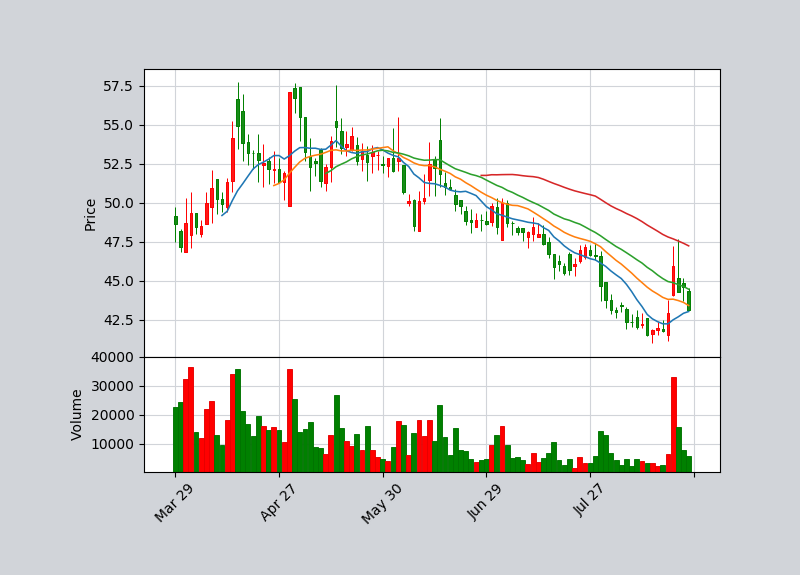 57.5
55.0
52.5
50.0
47.5
45.0
42.5
Price
40000
30000
20000
10000
Volume
Mar 29
Apr 27
May 30
Jun 29
Jul 27